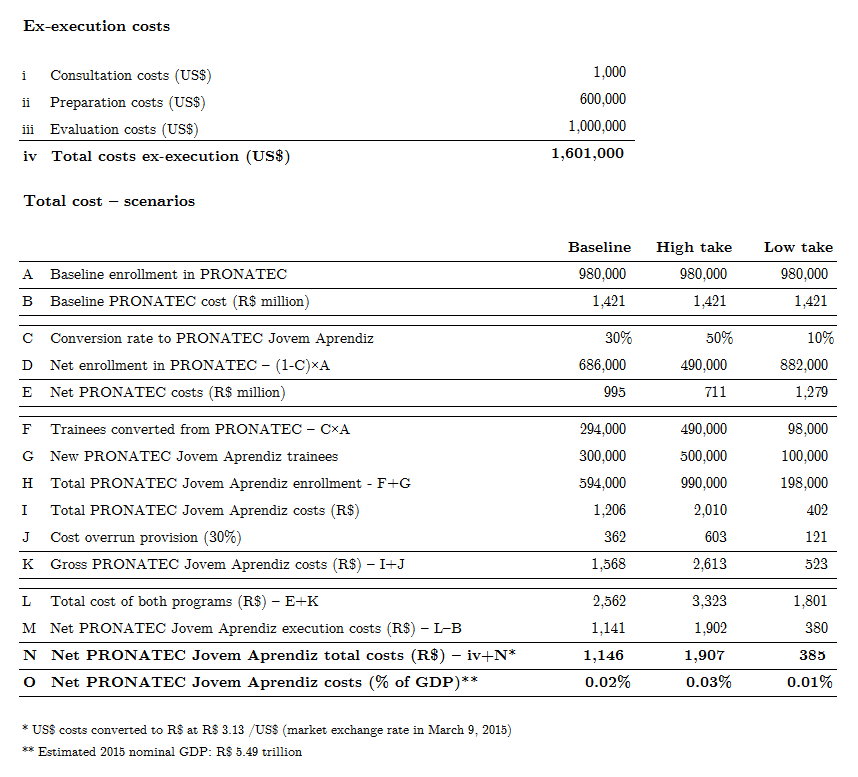 Ex-execution costs
i Consultation costs (US$) 1,000
ii Preparation costs (US$) 600,000
iii Evaluation costs (US$) 1,000,000
iv Total costs ex-execution (US$) 1,601,000
Total cost – scenarios
Baseline High take Low take
A Baseline enrollment in PRONATEC 980,000 980,000 980,000
B Baseline PRONATEC cost (R$ million) 1,421 1,421 1,421
C Conversion rate to PRONATEC Jovem Aprendiz 30% 50% 10%
D Net enrollment in PRONATEC – (1-C)×A 686,000 490,000 882,000
E Net PRONATEC costs (R$ million) 995 711 1,279
F Trainees converted from PRONATEC – C×A 294,000 490,000 98,000
G New PRONATEC Jovem Aprendiz trainees 300,000 500,000 100,000
H Total PRONATEC Jovem Aprendiz enrollment - F+G 594,000 990,000 198,000
I Total PRONATEC Jovem Aprendiz costs (R$) 1,206 2,010 402
J Cost overrun provision (30%) 362 603 121
K Gross PRONATEC Jovem Aprendiz costs (R$) – I+J 1,568 2,613 523
L Total cost of both programs (R$) – E+K 2,562 3,323 1,801
M Net PRONATEC Jovem Aprendiz execution costs (R$) – L–B 1,141 1,902 380
N Net PRONATEC Jovem Aprendiz total costs (R$) – iv+N* 1,146 1,907 385
O Net PRONATEC Jovem Aprendiz costs (% of GDP)** 0.02% 0.03% 0.01%
* US$ costs converted to R$ at R$ 3.13 /US$ (market exchange rate in March 9, 2015)
** Estimated 2015 nominal GDP: R$ 5.49 trillion